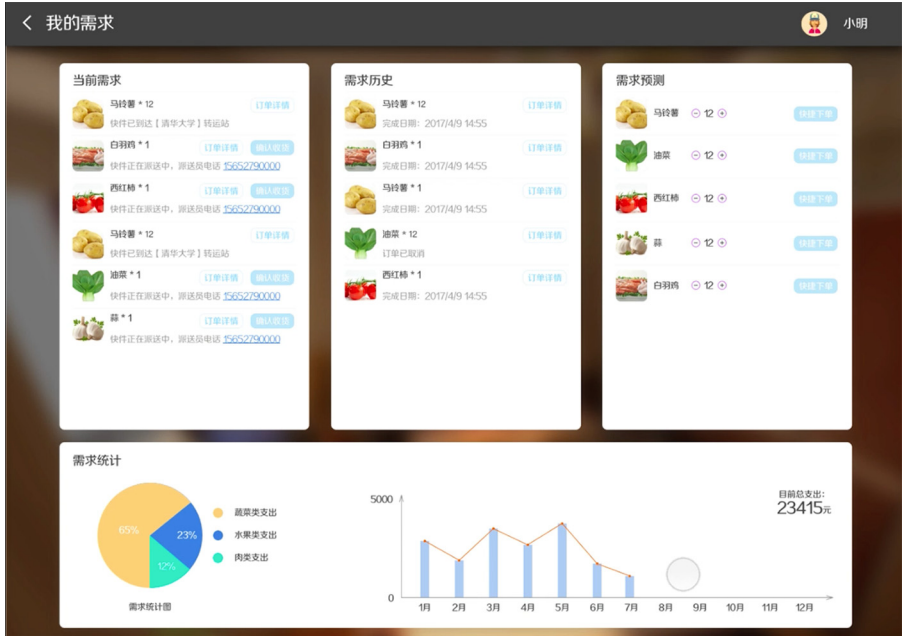 我的需求
小明
当前需求
马铃薯 * 12
订单详情
快件已到达【清华大学】转运站
白羽鸡 * 1
订单详情 确认收货
快件正在派送中，派送员电话 15652790000
西红柿 * 1
订单详情 确认收货
快件正在派送中，派送员电话 15652790000
马铃薯 * 12
订单详情
快件已到达【清华大学】转运站
油菜 * 1
订单详情 确认收货
快件正在派送中，派送员电话 15652790000
蒜 * 1
订单详情 确认收货
快件正在派送中，派送员电话 15652790000
需求历史
马铃薯 * 12
订单详情
完成日期：2017/4/9 14:55
白羽鸡 * 1
订单详情
完成日期：2017/4/9 14:55
马铃薯 * 1
订单详情
完成日期：2017/4/9 14:55
油菜 * 12
订单详情
订单已取消
西红柿 * 1
订单详情
完成日期：2017/4/9 14:55
需求预测
马铃薯 12 快捷下单
油菜 12 快捷下单
西红柿 12 快捷下单
蒜 12 快捷下单
白羽鸡 12 快捷下单
需求统计
65%
23%
12%
蔬菜类支出
水果类支出
肉类支出
需求统计图
5000
0
1月 2月 3月 4月 5月 6月 7月 8月 9月 10月 11月 12月
目前总支出：
23415元